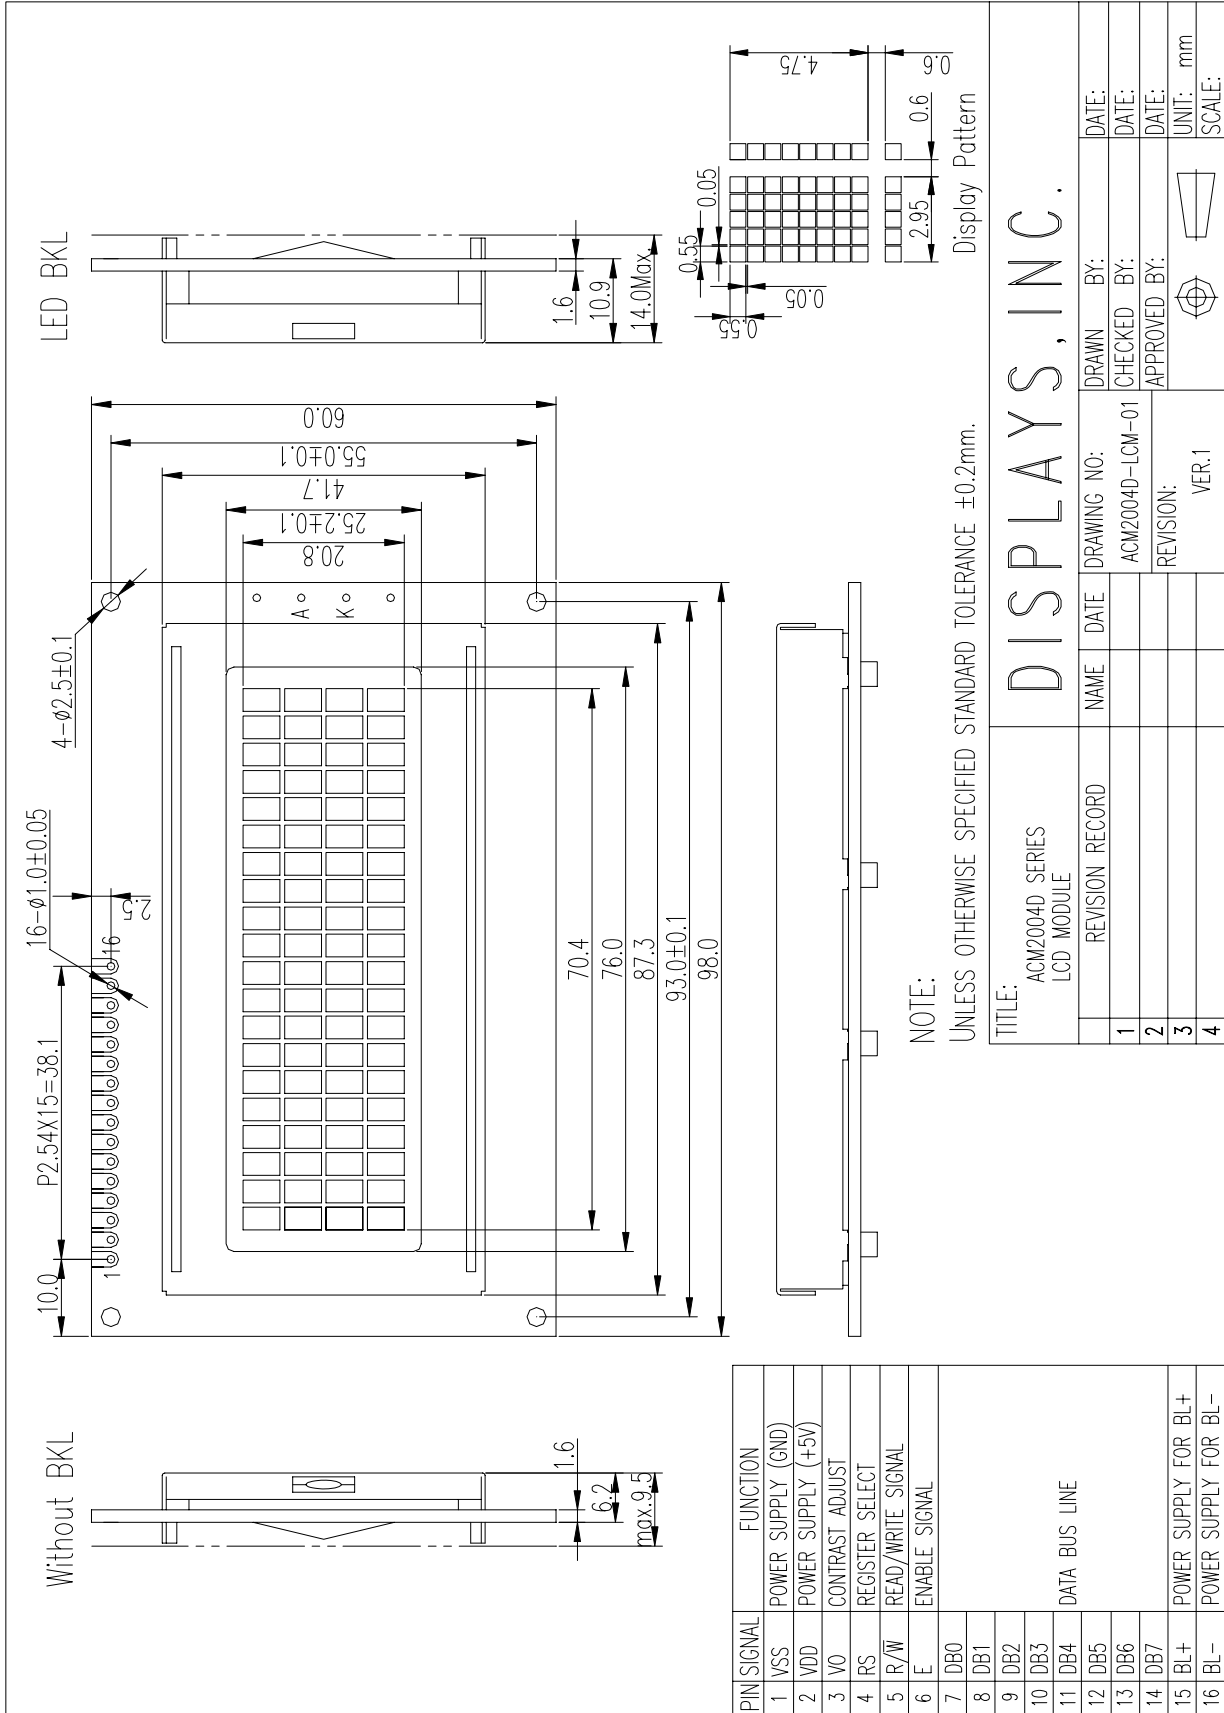 Without BKL
1.6
6.2
max.9.5
10.0
P2.54X15=38.1
16-ø1.0±0.05
4-ø2.5±0.1
2.5
1
16
A
K
20.8
25.2±0.1
41.7
55.0±0.1
60.0
70.4
76.0
87.3
93.0±0.1
98.0
LED BKL
1.6
10.9
14.0Max.
0.55
0.05
0.55
0.05
4.75
0.6
0.6
2.95
Display Pattern
PIN SIGNAL FUNCTION
1 VSS POWER SUPPLY (GND)
2 VDD POWER SUPPLY (+5V)
3 VO CONTRAST ADJUST
4 RS REGISTER SELECT
5 R/W̅ READ/WRITE SIGNAL
6 E ENABLE SIGNAL
7 DB0
8 DB1
9 DB2
10 DB3
11 DB4 DATA BUS LINE
12 DB5
13 DB6
14 DB7
15 BL+ POWER SUPPLY FOR BL+
16 BL- POWER SUPPLY FOR BL-
NOTE:
UNLESS OTHERWISE SPECIFIED STANDARD TOLERANCE ±0.2mm.
TITLE:
ACM2004D SERIES
LCD MODULE
DISPLAYS, INC.
REVISION RECORD NAME DATE
1
2
3
4
DRAWING NO:
ACM2004D-LCM-01
REVISION:
VER.1
DRAWN BY: DATE:
CHECKED BY: DATE:
APPROVED BY: DATE:
UNIT: mm
SCALE: